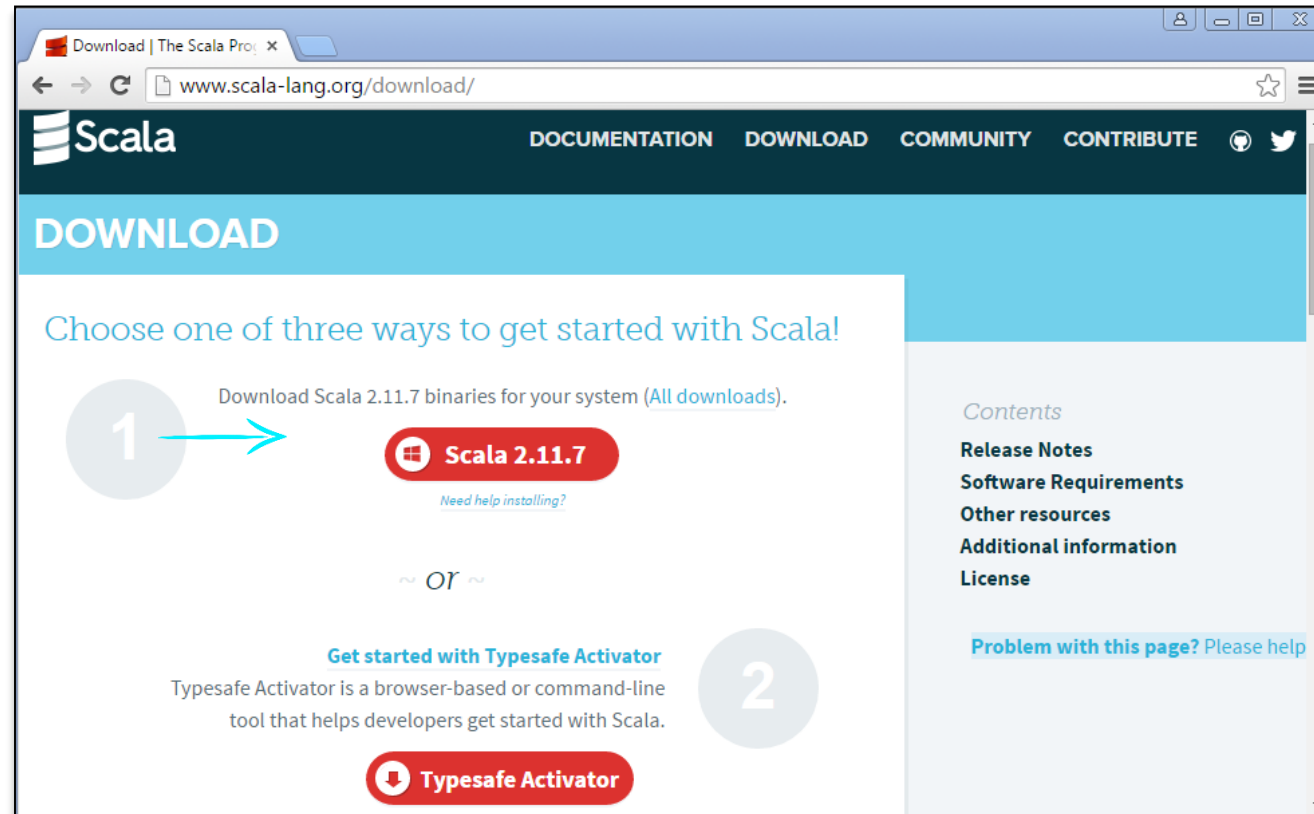 Download | The Scala Prog
www.scala-lang.org/download/
Scala
DOCUMENTATION DOWNLOAD COMMUNITY CONTRIBUTE
DOWNLOAD
Choose one of three ways to get started with Scala!
1
Download Scala 2.11.7 binaries for your system (All downloads).
Scala 2.11.7
Need help installing?
~ or ~
Get started with Typesafe Activator
Typesafe Activator is a browser-based or command-line
tool that helps developers get started with Scala.
2
Typesafe Activator
Contents
Release Notes
Software Requirements
Other resources
Additional information
License
Problem with this page? Please help